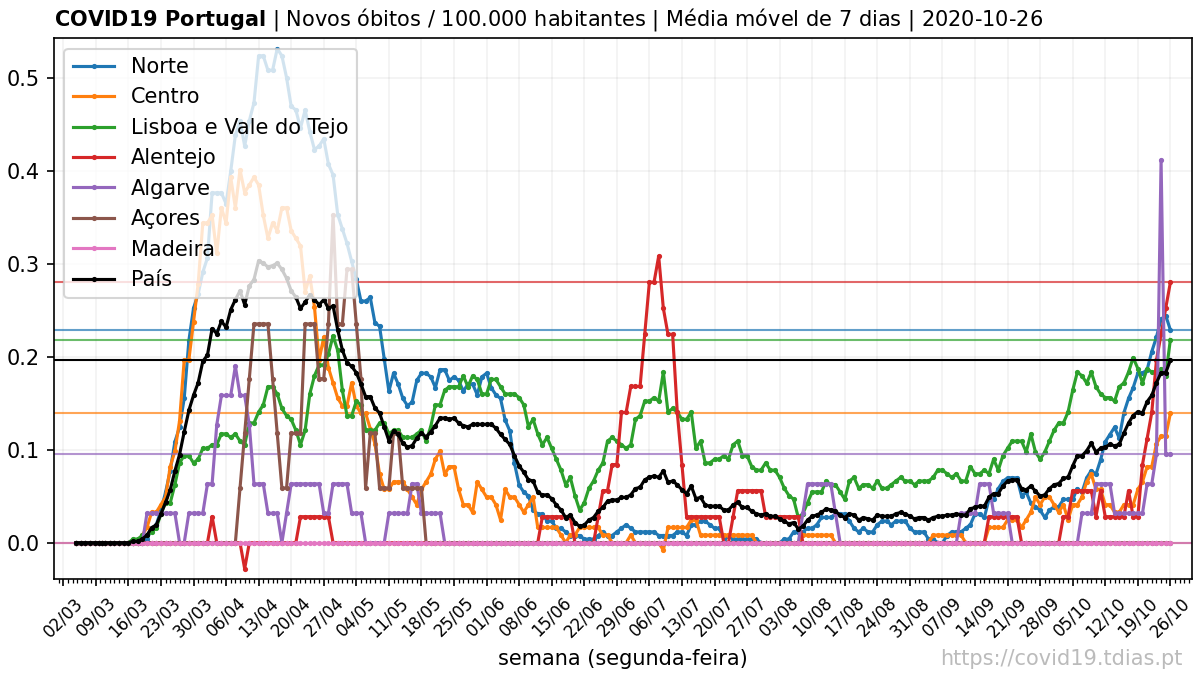 COVID19 Portugal | Novos óbitos / 100.000 habitantes | Média móvel de 7 dias | 2020-10-26
Norte
Centro
Lisboa e Vale do Tejo
Alentejo
Algarve
Açores
Madeira
País
0.5
0.4
0.3
0.2
0.1
0.0
02/03 09/03 16/03 23/03 30/03 06/04 13/04 20/04 27/04 04/05 11/05 18/05 25/05 01/06 08/06 15/06 22/06 29/06 06/07 13/07 20/07 27/07 03/08 10/08 17/08 24/08 31/08 07/09 14/09 21/09 28/09 05/10 12/10 19/10 26/10
semana (segunda-feira)
https://covid19.tdias.pt